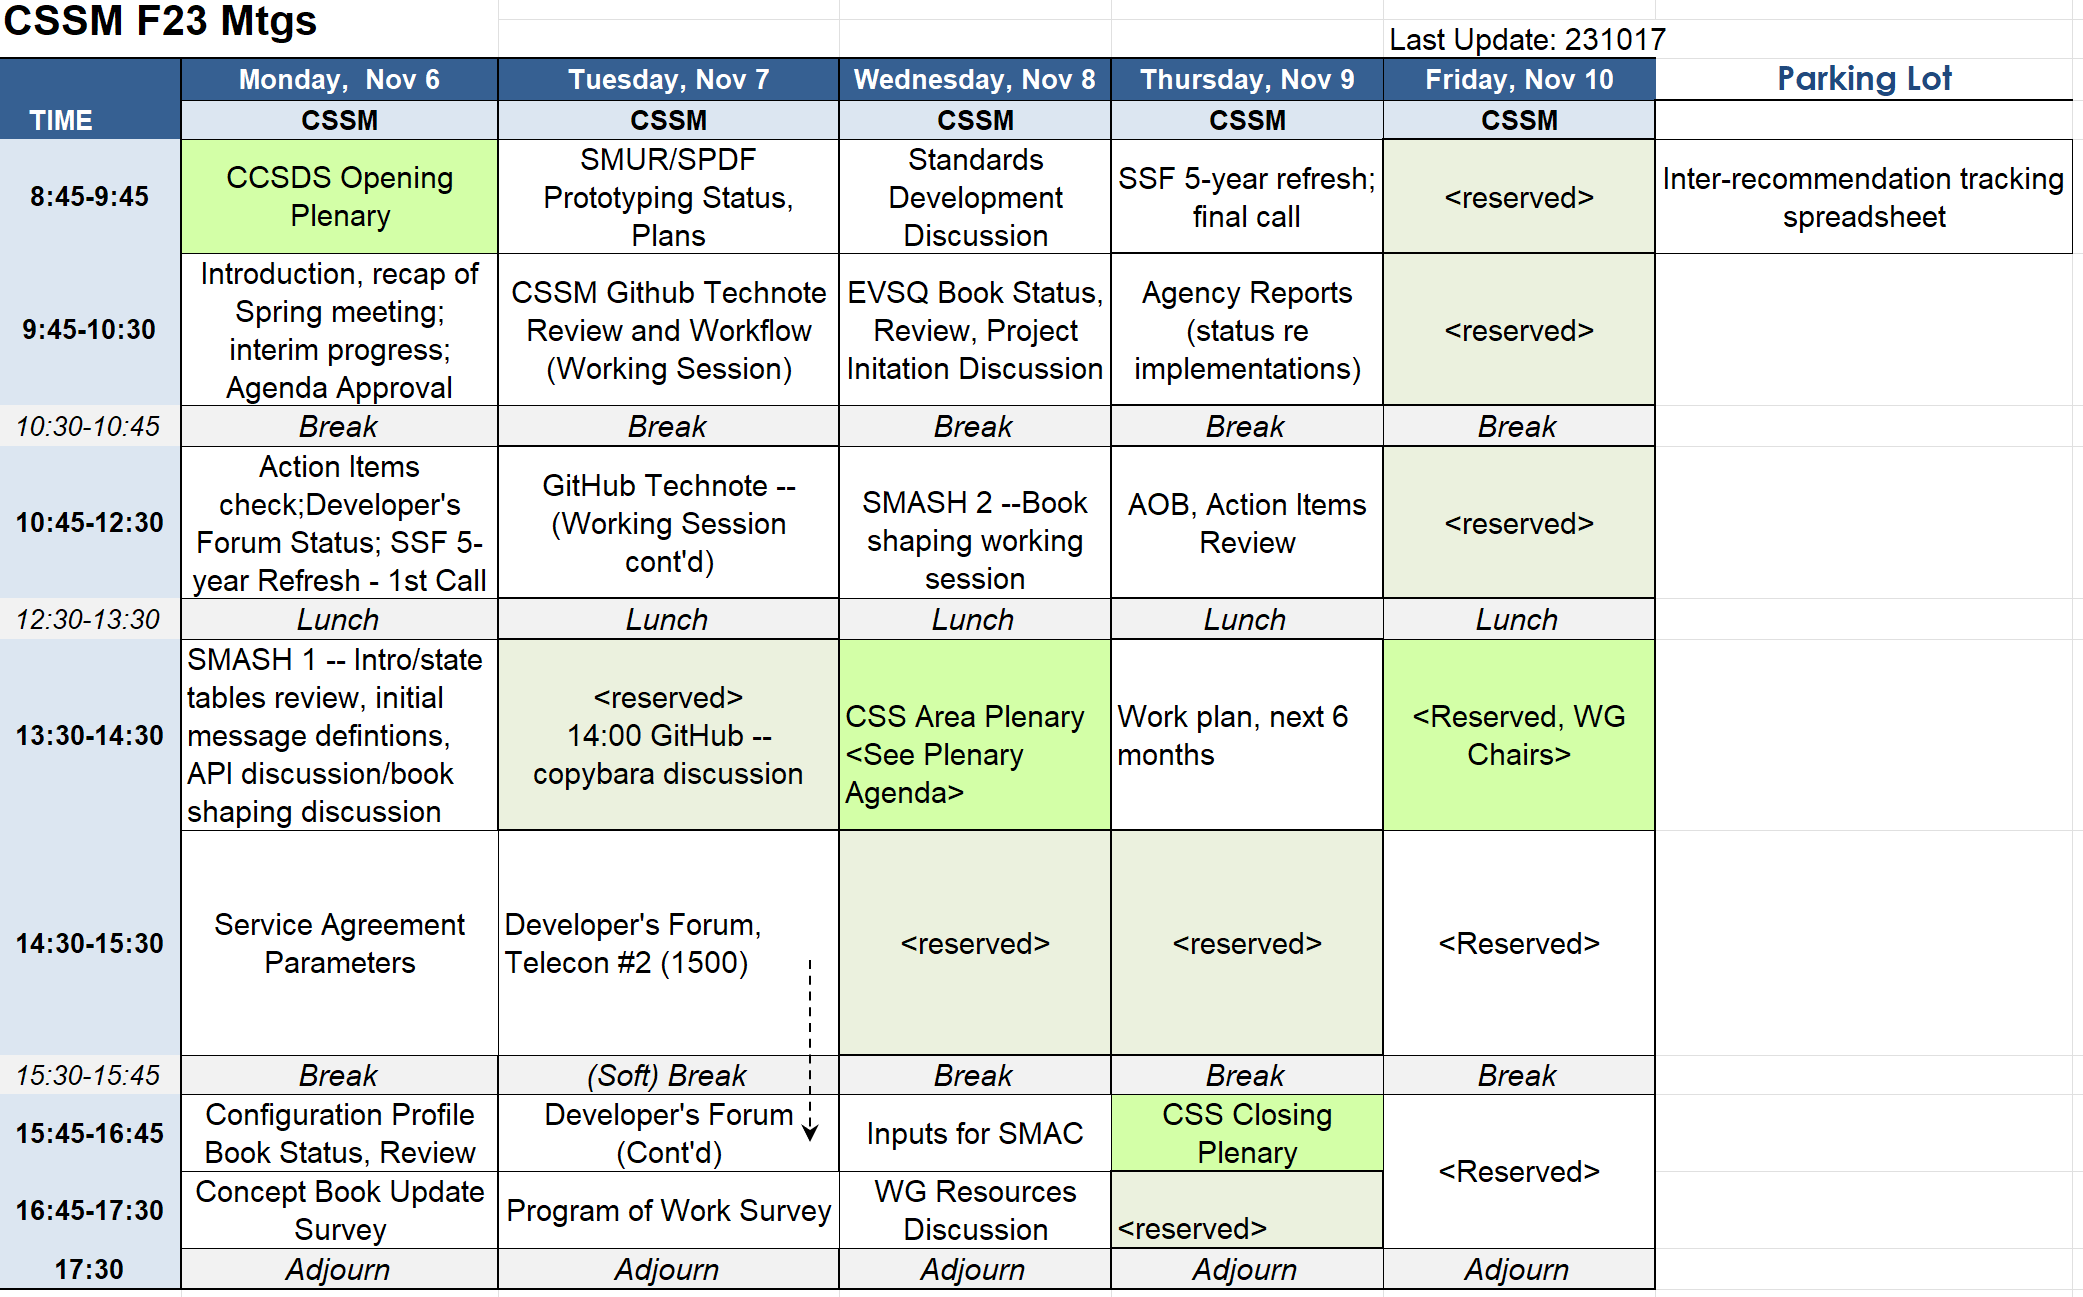 CSSM F23 Mtgs
Last Update: 231017
Monday,  Nov 6
Tuesday, Nov 7
Wednesday, Nov 8
Thursday, Nov 9
Friday, Nov 10
Parking Lot
TIME
CSSM
CSSM
CSSM
CSSM
CSSM
8:45-9:45
CCSDS Opening
Plenary
SMUR/SPDF
Prototyping Status,
Plans
Standards
Development
Discussion
SSF 5-year refresh;
final call
<reserved>
Inter-recommendation tracking
spreadsheet
9:45-10:30
Introduction, recap of
Spring meeting;
interim progress;
Agenda Approval
CSSM Github Technote
Review and Workflow
(Working Session)
EVSQ Book Status,
Review, Project
Initation Discussion
Agency Reports
(status re
implementations)
<reserved>
10:30-10:45
Break
Break
Break
Break
Break
10:45-12:30
Action Items
check;Developer's
Forum Status; SSF 5-
year Refresh - 1st Call
GitHub Technote --
(Working Session
cont'd)
SMASH 2 --Book
shaping working
session
AOB, Action Items
Review
<reserved>
12:30-13:30
Lunch
Lunch
Lunch
Lunch
Lunch
13:30-14:30
SMASH 1 -- Intro/state
tables review, initial
message defintions,
API discussion/book
shaping discussion
<reserved>
14:00 GitHub --
copybara discussion
CSS Area Plenary
<See Plenary
Agenda>
Work plan, next 6
months
<Reserved, WG
Chairs>
14:30-15:30
Service Agreement
Parameters
Developer's Forum,
Telecon #2 (1500)
<reserved>
<reserved>
<Reserved>
15:30-15:45
Break
(Soft) Break
Break
Break
Break
15:45-16:45
Configuration Profile
Book Status, Review
Developer's Forum
(Cont'd)
Inputs for SMAC
CSS Closing
Plenary
<Reserved>
16:45-17:30
Concept Book Update
Survey
Program of Work Survey
WG Resources
Discussion
<reserved>
17:30
Adjourn
Adjourn
Adjourn
Adjourn
Adjourn